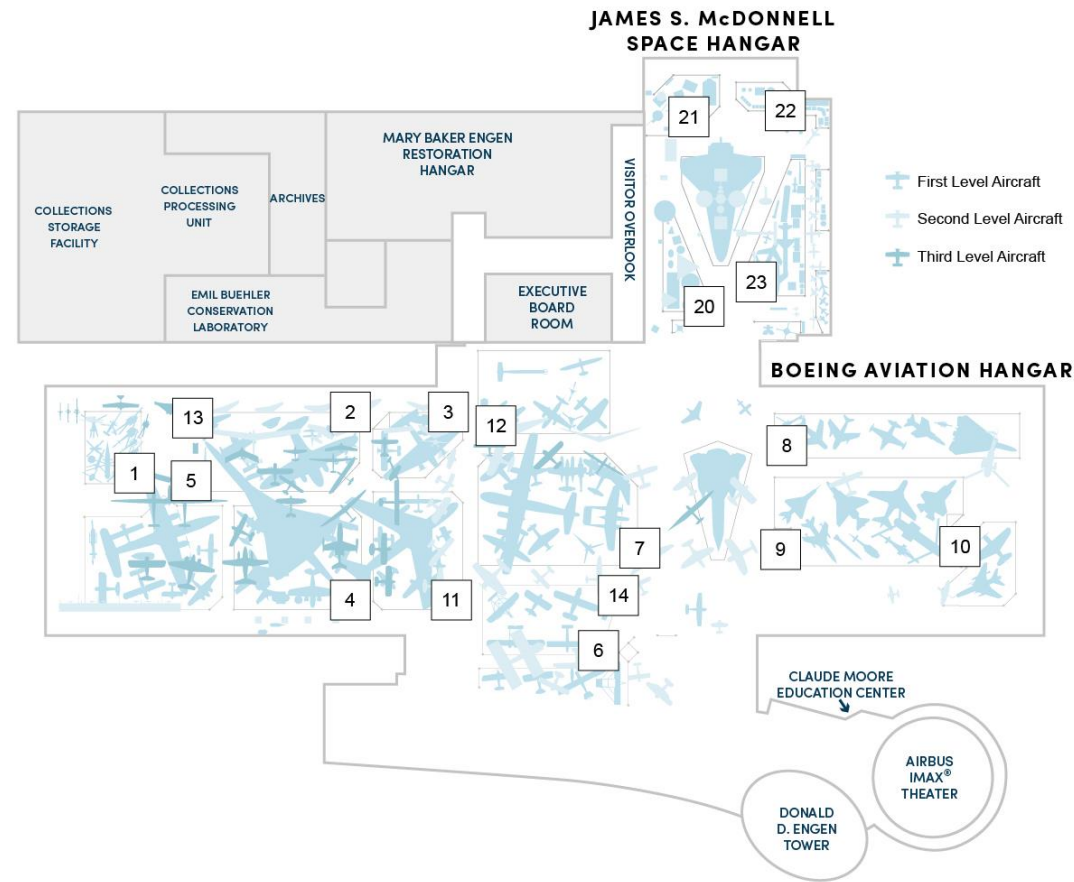 JAMES S. McDONNELL
SPACE HANGAR
21
22
MARY BAKER ENGEN
RESTORATION
HANGAR
VISITOR OVERLOOK
COLLECTIONS
PROCESSING
UNIT
ARCHIVES
COLLECTIONS
STORAGE
FACILITY
First Level Aircraft
Second Level Aircraft
Third Level Aircraft
23
20
EMIL BUEHLER
CONSERVATION
LABORATORY
EXECUTIVE
BOARD
ROOM
BOEING AVIATION HANGAR
13
2
3
12
8
1
5
7
9
10
4
11
14
6
CLAUDE MOORE
EDUCATION CENTER
AIRBUS
IMAX®
THEATER
DONALD
D. ENGEN
TOWER